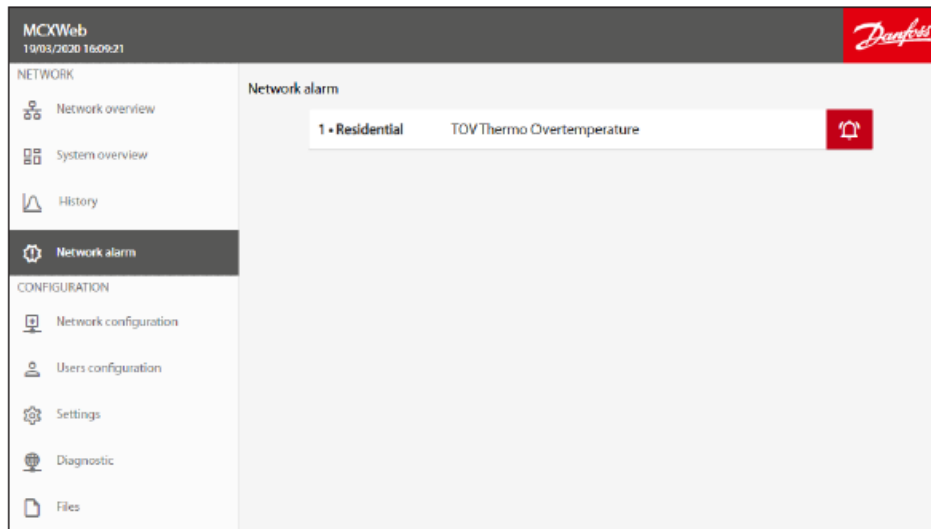 MCXWeb
19/03/2020 16:09:21
Danfoss
NETWORK
Network overview
System overview
History
Network alarm
CONFIGURATION
Network configuration
Users configuration
Settings
Diagnostic
Files
Network alarm
1 • Residential TOV Thermo Overtemperature